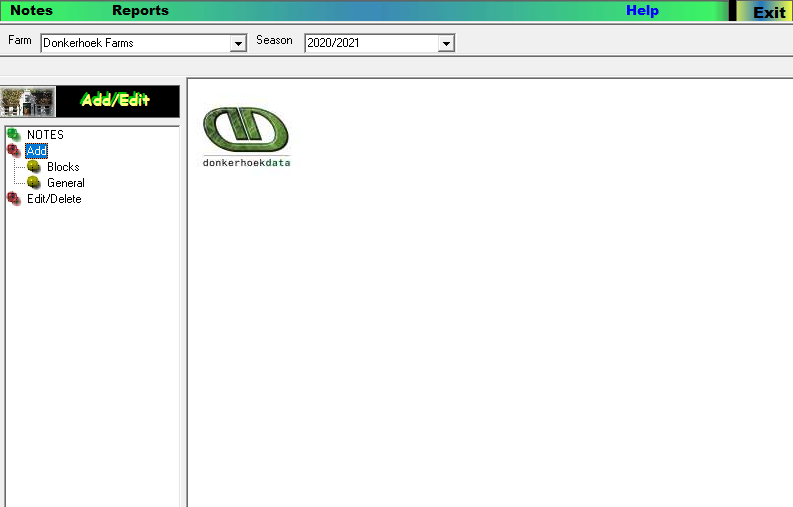 Notes Reports Help Exit
Farm Donkerhoek Farms Season 2020/2021
Add/Edit
donkerhoekdata
NOTES
Add
Blocks
General
Edit/Delete